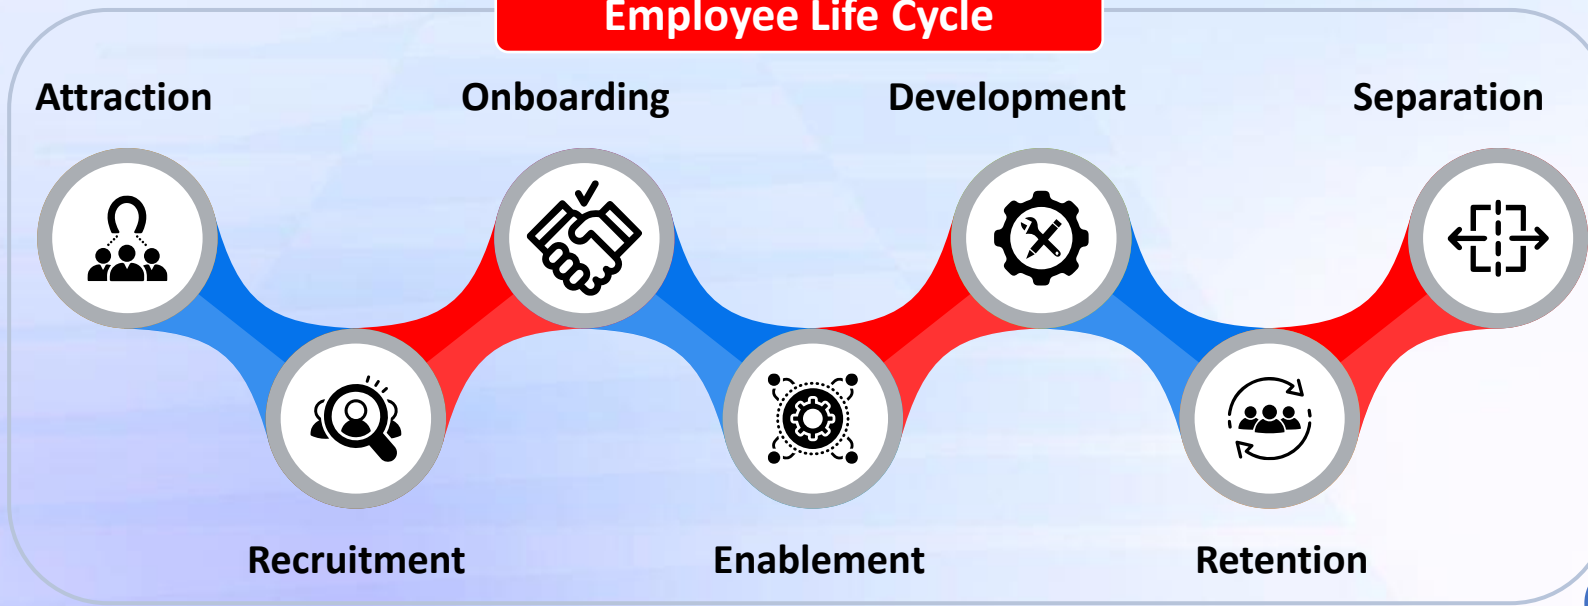 Employee Life Cycle
Attraction
Onboarding
Development
Separation
Recruitment
Enablement
Retention